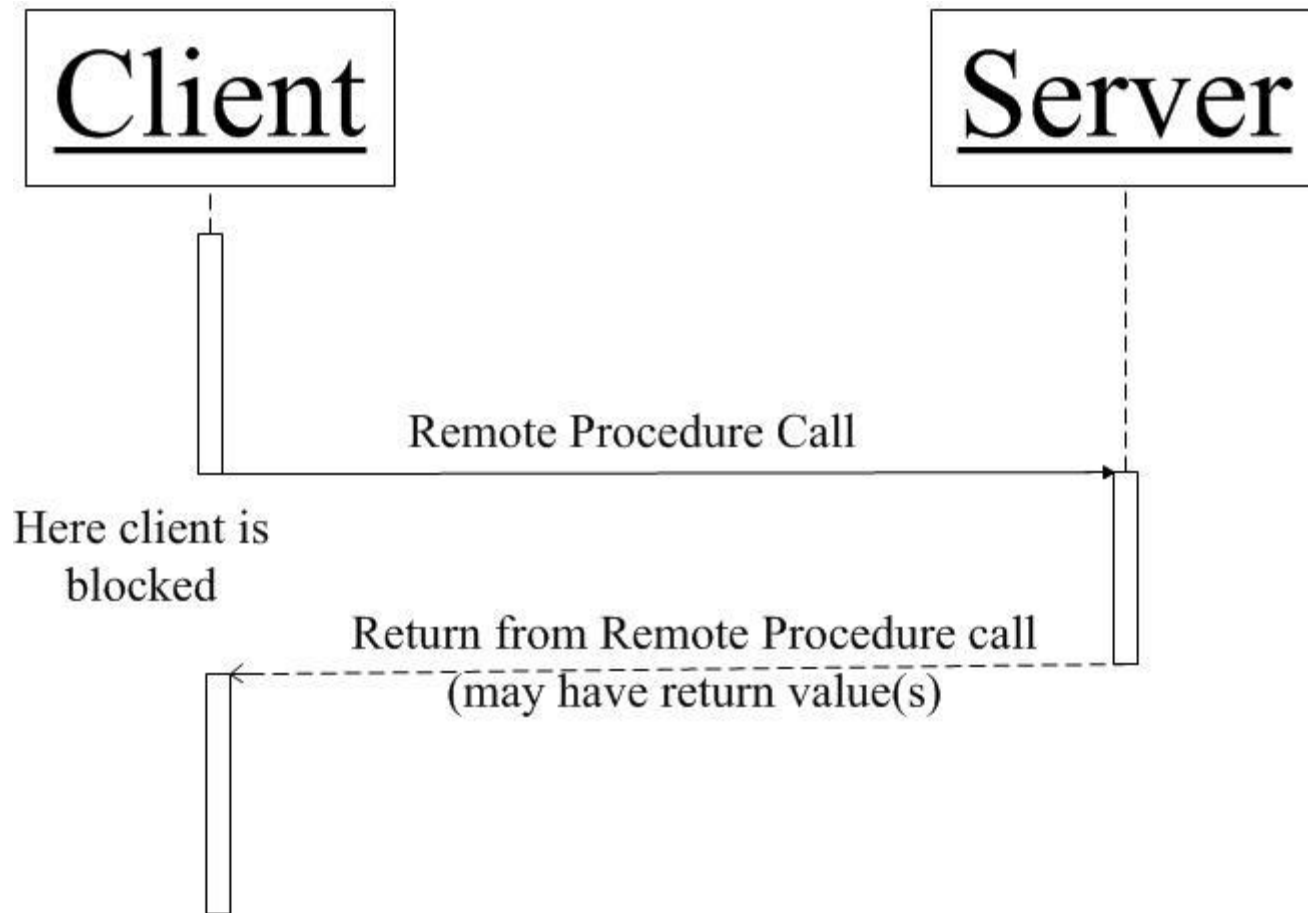 Client
Server
Remote Procedure Call
Here client is
blocked
Return from Remote Procedure call
(may have return value(s)